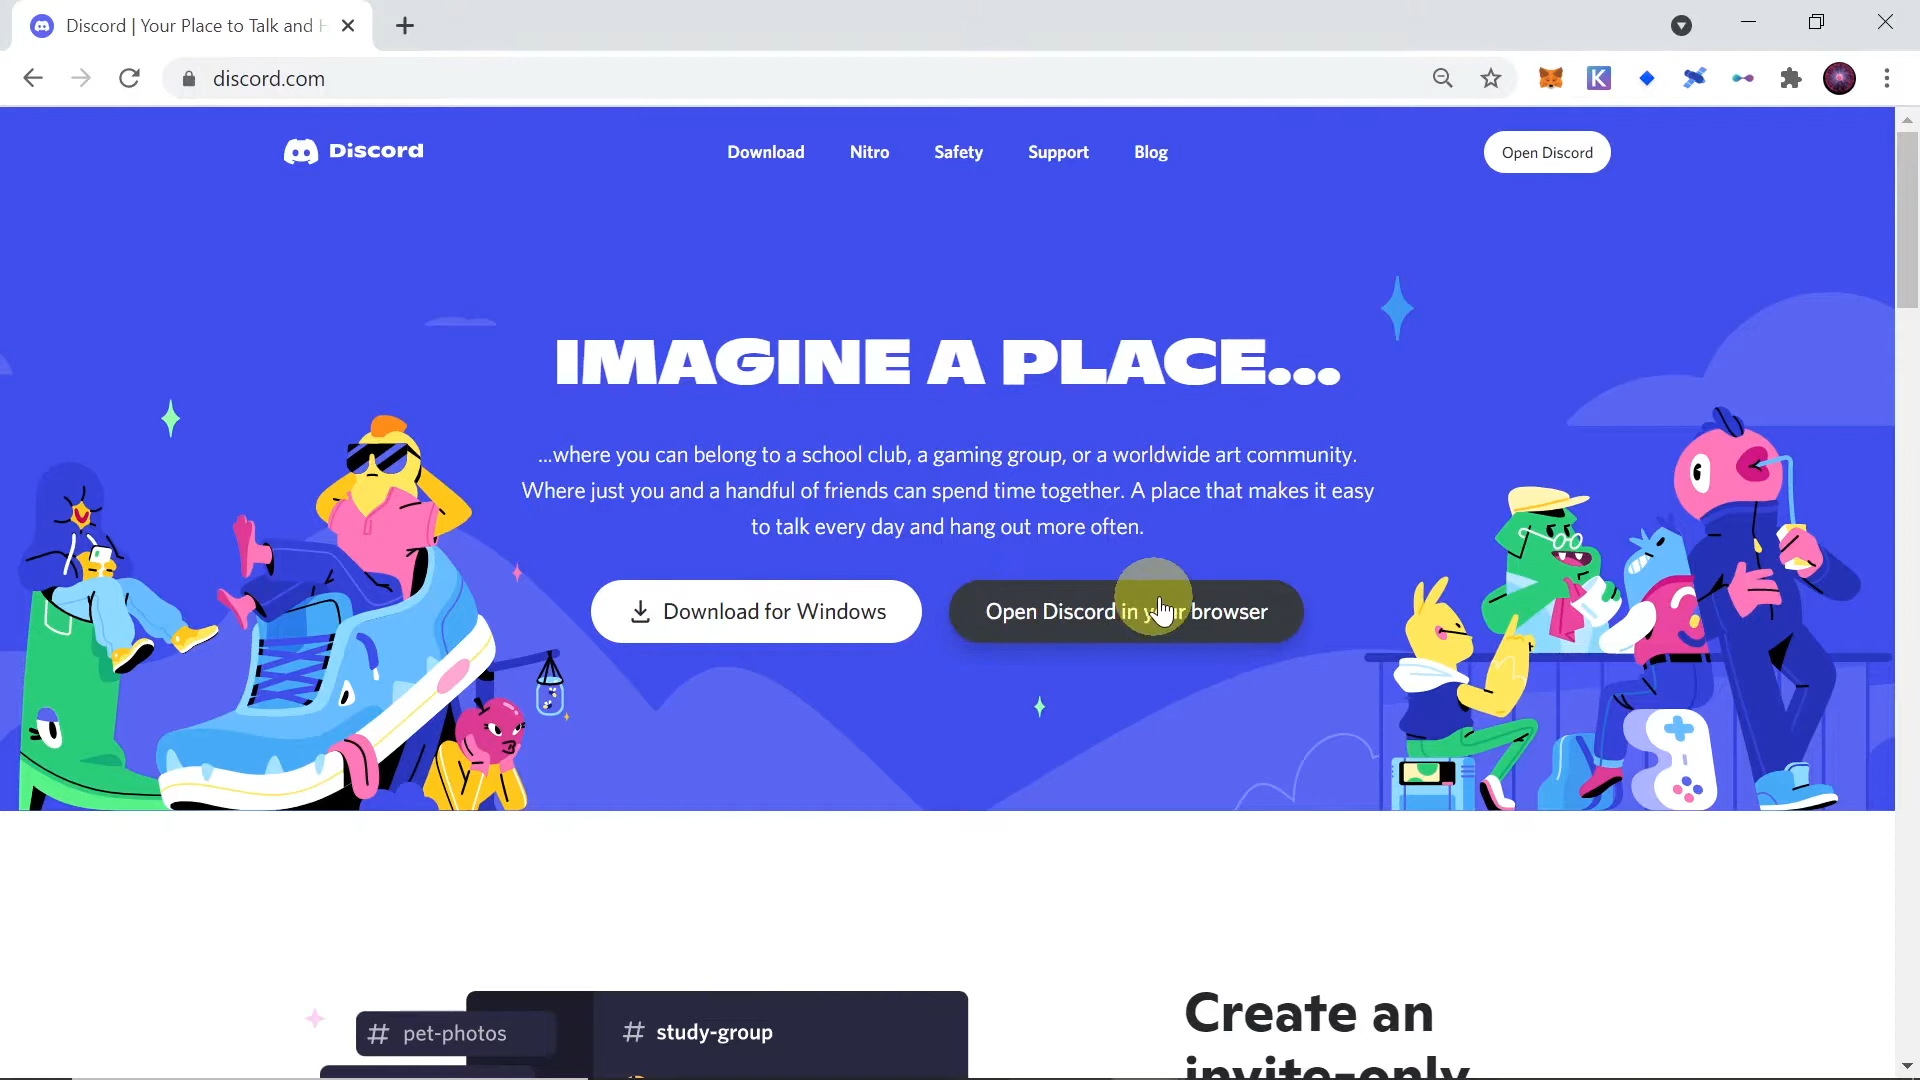 Discord | Your Place to Talk and H
discord.com
K
Discord
Download
Nitro
Safety
Support
Blog
Open Discord
IMAGINE A PLACE...
...where you can belong to a school club, a gaming group, or a worldwide art community.
Where just you and a handful of friends can spend time together. A place that makes it easy
to talk every day and hang out more often.
Download for Windows
Open Discord in your browser
# pet-photos
# study-group
Create an
invite-only